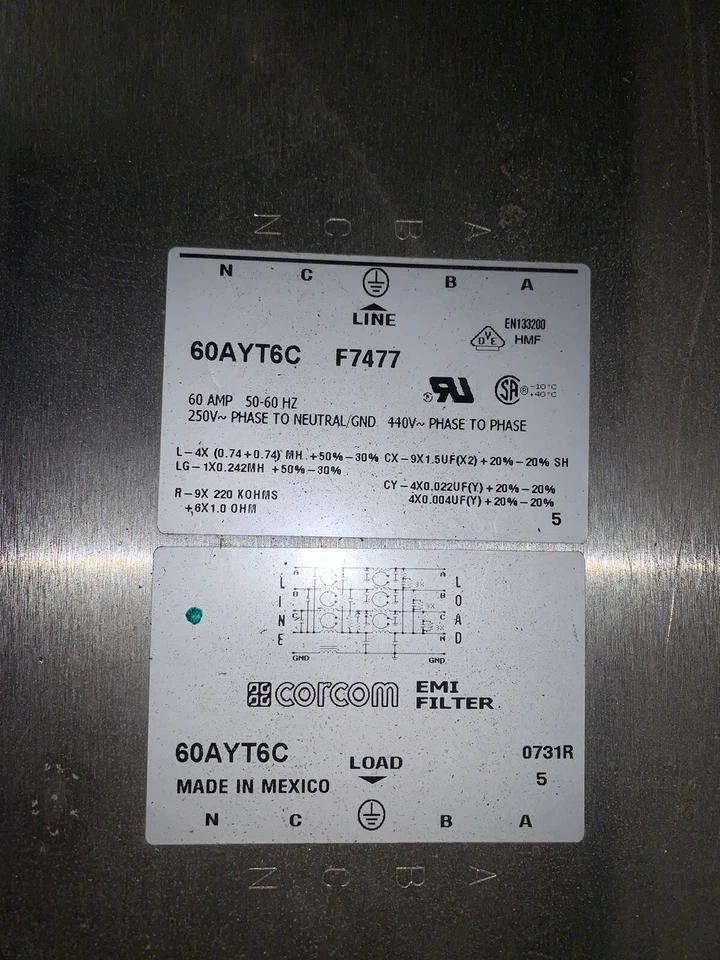 N C B A
N C B A
LINE
EN133200
HMF
60AYT6C F7477
-10°C
+40°C
60 AMP 50-60 HZ
250V~ PHASE TO NEUTRAL/GND 440V~ PHASE TO PHASE
L-4X (0.74+0.74) MH +50%-30% CX-9X1.5UF(X2)+20%-20% SH
LG-1X0.242MH +50%-30%
CY-4X0.022UF(Y)+20%-20%
4X0.004UF(Y)+20%-20%
R-9X 220 KOHMS
+6X1.0 OHM
5
LINE
LOAD
A
B
C
N
GND GND
corcom EMI
FILTER
60AYT6C
LOAD
0731R
5
MADE IN MEXICO
N C B A
N C B A